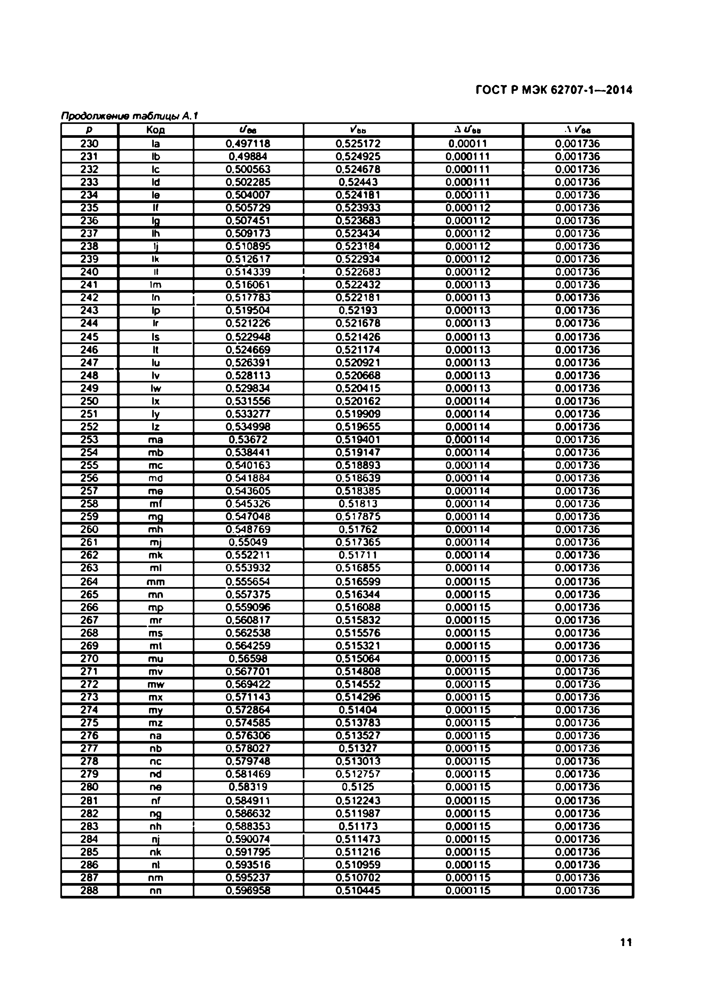 ГОСТ Р МЭК 62707-1—2014
Продолжение таблицы А.1
p Код u'ве v'ве Δ u'ве Δ v'ве
230 la 0.497118 0.525172 0.00011 0.001736
231 lb 0.49884 0.524925 0.000111 0.001736
232 lc 0.500563 0.524678 0.000111 0.001736
233 ld 0.502285 0.52443 0.000111 0.001736
234 le 0.504007 0.524181 0.000111 0.001736
235 lf 0.505729 0.523933 0.000112 0.001736
236 lg 0.507451 0.523683 0.000112 0.001736
237 lh 0.509173 0.523434 0.000112 0.001736
238 lj 0.510895 0.523184 0.000112 0.001736
239 lk 0.512617 0.522934 0.000112 0.001736
240 ll 0.514339 0.522683 0.000112 0.001736
241 lm 0.516061 0.522432 0.000113 0.001736
242 ln 0.517783 0.522181 0.000113 0.001736
243 lp 0.519504 0.52193 0.000113 0.001736
244 lr 0.521226 0.521678 0.000113 0.001736
245 ls 0.522948 0.521426 0.000113 0.001736
246 lt 0.524669 0.521174 0.000113 0.001736
247 lu 0.526391 0.520921 0.000113 0.001736
248 lv 0.528113 0.520668 0.000113 0.001736
249 lw 0.529834 0.520415 0.000113 0.001736
250 lx 0.531556 0.520162 0.000114 0.001736
251 ly 0.533277 0.519909 0.000114 0.001736
252 lz 0.534998 0.519655 0.000114 0.001736
253 ma 0.53672 0.519401 0.000114 0.001736
254 mb 0.538441 0.519147 0.000114 0.001736
255 mc 0.540163 0.518893 0.000114 0.001736
256 md 0.541884 0.518639 0.000114 0.001736
257 me 0.543605 0.518385 0.000114 0.001736
258 mf 0.545326 0.51813 0.000114 0.001736
259 mg 0.547048 0.517875 0.000114 0.001736
260 mh 0.548769 0.51762 0.000114 0.001736
261 mj 0.55049 0.517365 0.000114 0.001736
262 mk 0.552211 0.51711 0.000114 0.001736
263 ml 0.553932 0.516855 0.000114 0.001736
264 mm 0.555654 0.516599 0.000115 0.001736
265 mn 0.557375 0.516344 0.000115 0.001736
266 mp 0.559096 0.516088 0.000115 0.001736
267 mr 0.560817 0.515832 0.000115 0.001736
268 ms 0.562538 0.515576 0.000115 0.001736
269 mt 0.564259 0.515321 0.000115 0.001736
270 mu 0.56598 0.515064 0.000115 0.001736
271 mv 0.567701 0.514808 0.000115 0.001736
272 mw 0.569422 0.514552 0.000115 0.001736
273 mx 0.571143 0.514296 0.000115 0.001736
274 my 0.572864 0.51404 0.000115 0.001736
275 mz 0.574585 0.513783 0.000115 0.001736
276 na 0.576306 0.513527 0.000115 0.001736
277 nb 0.578027 0.51327 0.000115 0.001736
278 nc 0.579748 0.513013 0.000115 0.001736
279 nd 0.581469 0.512757 0.000115 0.001736
280 ne 0.58319 0.5125 0.000115 0.001736
281 nf 0.584911 0.512243 0.000115 0.001736
282 ng 0.586632 0.511987 0.000115 0.001736
283 nh 0.588353 0.51173 0.000115 0.001736
284 nj 0.590074 0.511473 0.000115 0.001736
285 nk 0.591795 0.511216 0.000115 0.001736
286 nl 0.593516 0.510959 0.000115 0.001736
287 nm 0.595237 0.510702 0.000115 0.001736
288 nn 0.596958 0.510445 0.000115 0.001736
11